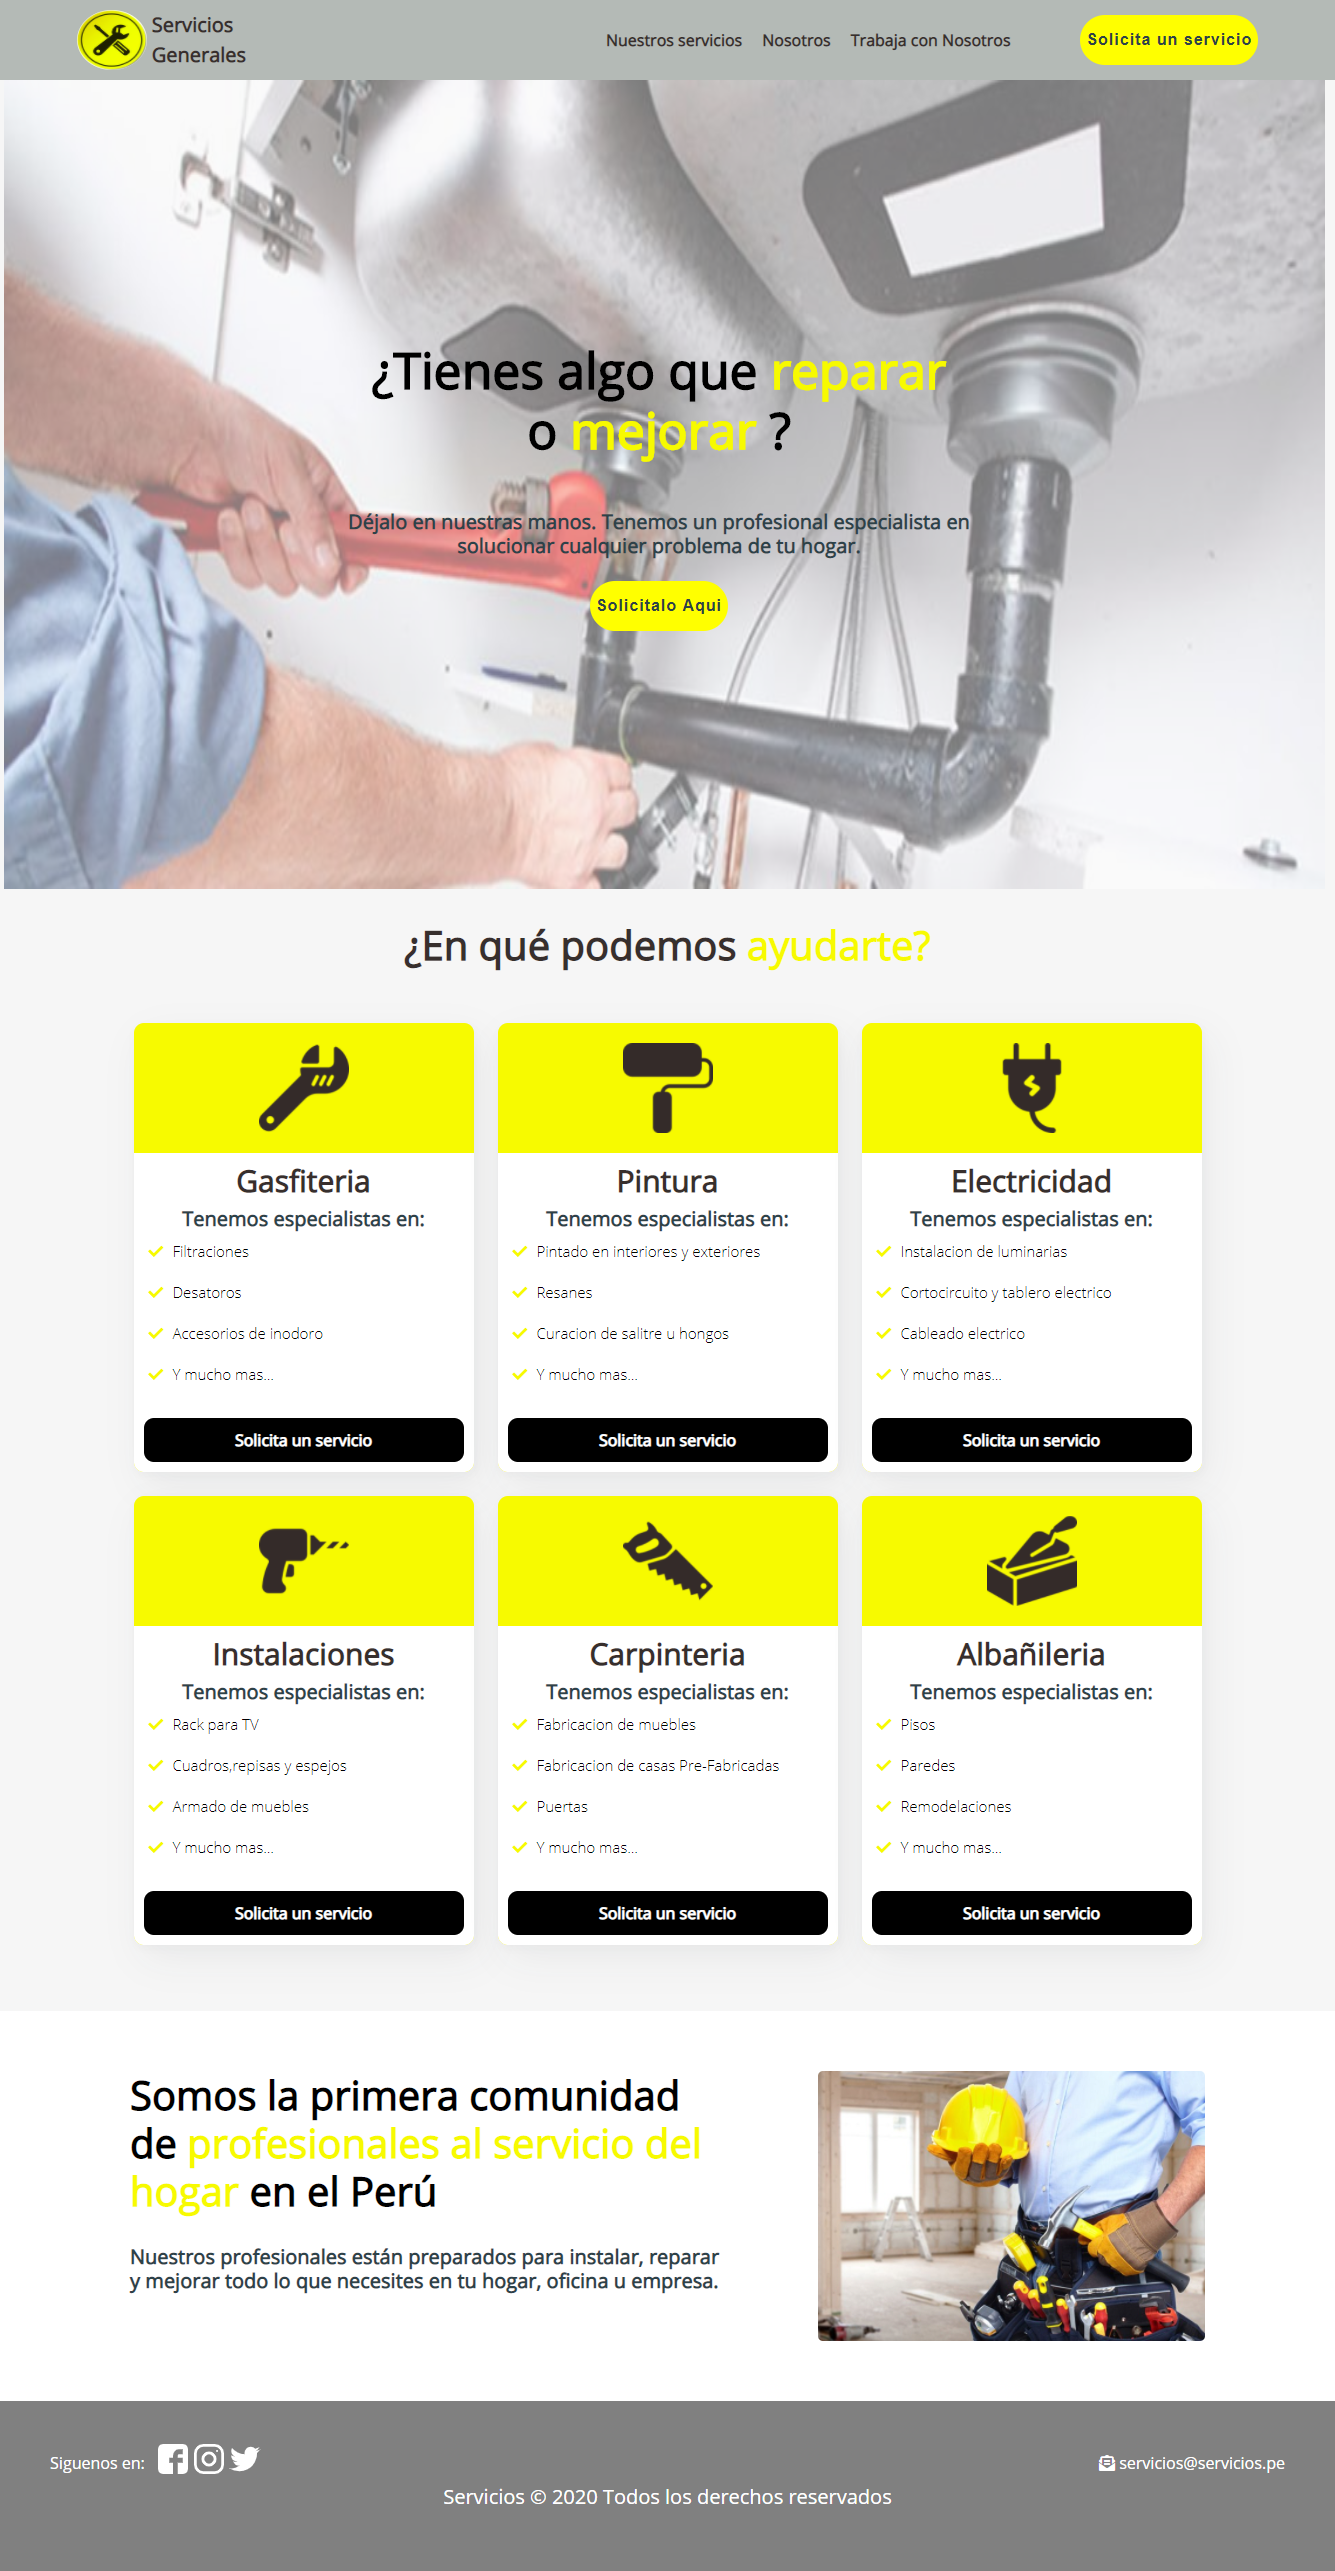 Servicios
Generales
Nuestros servicios
Nosotros
Trabaja con Nosotros
Solicita un servicio
¿Tienes algo que reparar
o mejorar ?
Déjalo en nuestras manos. Tenemos un profesional especialista en
solucionar cualquier problema de tu hogar.
Solicitalo Aqui
¿En qué podemos ayudarte?
Gasfiteria
Tenemos especialistas en:
Filtraciones
Desatoros
Accesorios de inodoro
Y mucho mas...
Solicita un servicio
Pintura
Tenemos especialistas en:
Pintado en interiores y exteriores
Resanes
Curacion de salitre u hongos
Y mucho mas...
Solicita un servicio
Electricidad
Tenemos especialistas en:
Instalacion de luminarias
Cortocircuito y tablero electrico
Cableado electrico
Y mucho mas...
Solicita un servicio
Instalaciones
Tenemos especialistas en:
Rack para TV
Cuadros,repisas y espejos
Armado de muebles
Y mucho mas...
Solicita un servicio
Carpinteria
Tenemos especialistas en:
Fabricacion de muebles
Fabricacion de casas Pre-Fabricadas
Puertas
Y mucho mas...
Solicita un servicio
Albañileria
Tenemos especialistas en:
Pisos
Paredes
Remodelaciones
Y mucho mas...
Solicita un servicio
Somos la primera comunidad
de profesionales al servicio del
hogar en el Perú
Nuestros profesionales están preparados para instalar, reparar
y mejorar todo lo que necesites en tu hogar, oficina u empresa.
Siguenos en:
servicios@servicios.pe
Servicios © 2020 Todos los derechos reservados